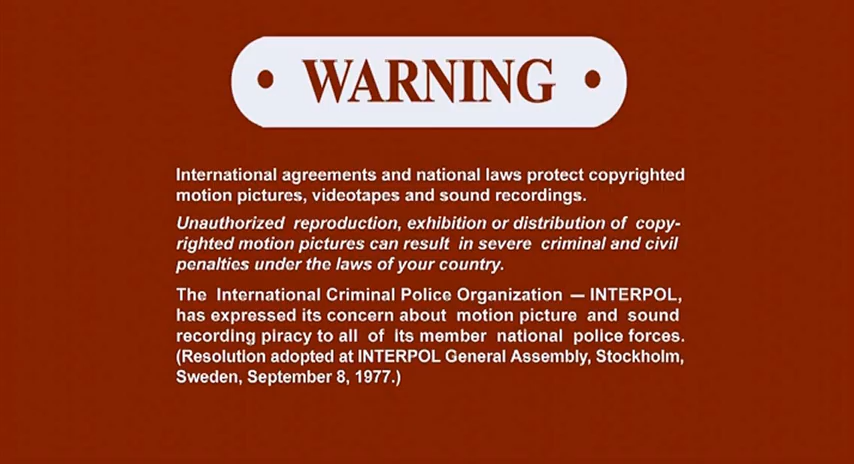 WARNING
International agreements and national laws protect copyrighted
motion pictures, videotapes and sound recordings.
Unauthorized reproduction, exhibition or distribution of copy-
righted motion pictures can result in severe criminal and civil
penalties under the laws of your country.
The International Criminal Police Organization — INTERPOL,
has expressed its concern about motion picture and sound
recording piracy to all of its member national police forces.
(Resolution adopted at INTERPOL General Assembly, Stockholm,
Sweden, September 8, 1977.)